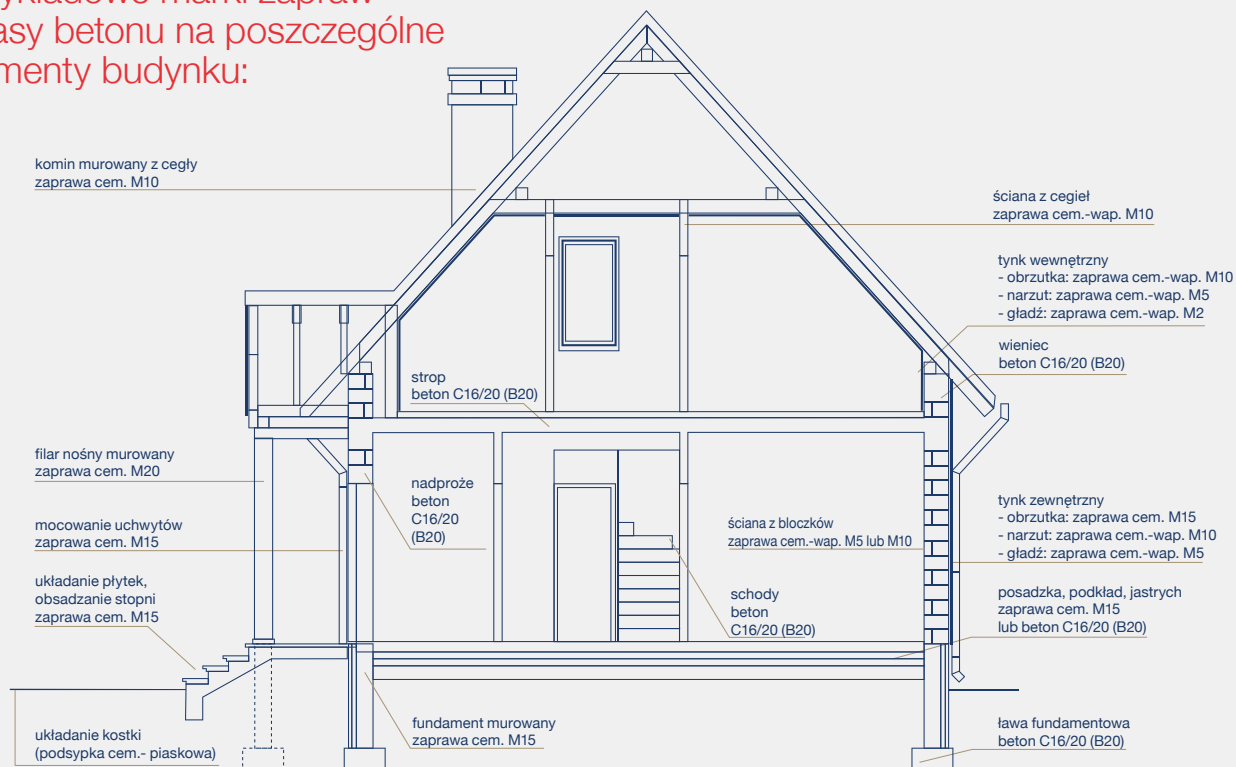 ykładowe marki zapraw
asy betonu na poszczególne
menty budynku:
komin murowany z cegły
zaprawa cem. M10
ściana z cegieł
zaprawa cem.-wap. M10
tynk wewnętrzny
- obrzutka: zaprawa cem.-wap. M10
- narzut: zaprawa cem.-wap. M5
- gładź: zaprawa cem.-wap. M2
wieniec
beton C16/20 (B20)
strop
beton C16/20 (B20)
filar nośny murowany
zaprawa cem. M20
nadproże
beton
C16/20
(B20)
mocowanie uchwytów
zaprawa cem. M15
ściana z bloczków
zaprawa cem.-wap. M5 lub M10
tynk zewnętrzny
- obrzutka: zaprawa cem. M15
- narzut: zaprawa cem.-wap. M10
- gładź: zaprawa cem.-wap. M5
układanie płytek,
obsadzanie stopni
zaprawa cem. M15
schody
beton
C16/20 (B20)
posadzka, podkład, jastrych
zaprawa cem. M15
lub beton C16/20 (B20)
układanie kostki
(podsypka cem.- piaskowa)
fundament murowany
zaprawa cem. M15
ława fundamentowa
beton C16/20 (B20)